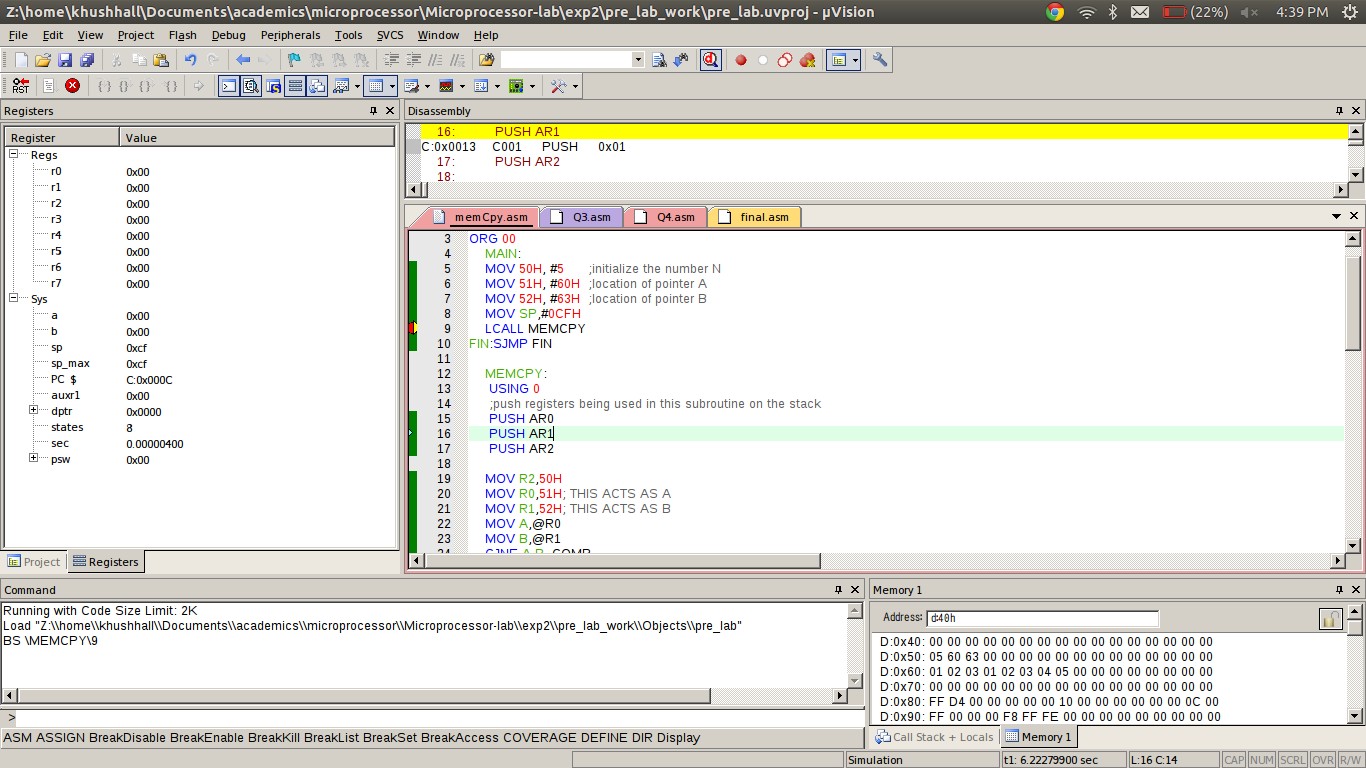 Z:\home\khushhall\Documents\academics\microprocessor\Microprocessor-lab\exp2\pre_lab_work\pre_lab.uvproj - µVision
(22%) 4:39 PM
File Edit View Project Flash Debug Peripherals Tools SVCS Window Help
RST
Registers
Register Value
Regs
r0 0x00
r1 0x00
r2 0x00
r3 0x00
r4 0x00
r5 0x00
r6 0x00
r7 0x00
Sys
a 0x00
b 0x00
sp 0xcf
sp_max 0xcf
PC $ C:0x000C
auxr1 0x00
dptr 0x0000
states 8
sec 0.00000400
psw 0x00
Project Registers
Disassembly
16: PUSH AR1
C:0x0013 C001 PUSH 0x01
17: PUSH AR2
18:
memCpy.asm Q3.asm Q4.asm final.asm
3 ORG 00
4 MAIN:
5 MOV 50H, #5 ;initialize the number N
6 MOV 51H, #60H ;location of pointer A
7 MOV 52H, #63H ;location of pointer B
8 MOV SP,#0CFH
9 LCALL MEMCPY
10 FIN:SJMP FIN
11
12 MEMCPY:
13 USING 0
14 ;push registers being used in this subroutine on the stack
15 PUSH AR0
16 PUSH AR1
17 PUSH AR2
18
19 MOV R2,50H
20 MOV R0,51H; THIS ACTS AS A
21 MOV R1,52H; THIS ACTS AS B
22 MOV A,@R0
23 MOV B,@R1
24 CJNE A,B, COMP
Command
Running with Code Size Limit: 2K
Load "Z:\\home\\khushhall\\Documents\\academics\\microprocessor\\Microprocessor-lab\\exp2\\pre_lab_work\\Objects\\pre_lab"
BS \MEMCPY\9
>
ASM ASSIGN BreakDisable BreakEnable BreakKill BreakList BreakSet BreakAccess COVERAGE DEFINE DIR Display
Memory 1
Address: d:40h
D:0x40: 00 00 00 00 00 00 00 00 00 00 00 00 00 00 00 00
D:0x50: 05 60 63 00 00 00 00 00 00 00 00 00 00 00 00 00
D:0x60: 01 02 03 01 02 03 04 05 00 00 00 00 00 00 00 00
D:0x70: 00 00 00 00 00 00 00 00 00 00 00 00 00 00 00 00
D:0x80: FF D4 00 00 00 00 00 10 00 00 00 00 00 00 0C 00
D:0x90: FF 00 00 00 F8 FF FE 00 00 00 00 00 00 00 00 00
Call Stack + Locals Memory 1
Simulation t1: 6.22279900 sec L:16 C:14 CAP NUM SCRL OVR R/W